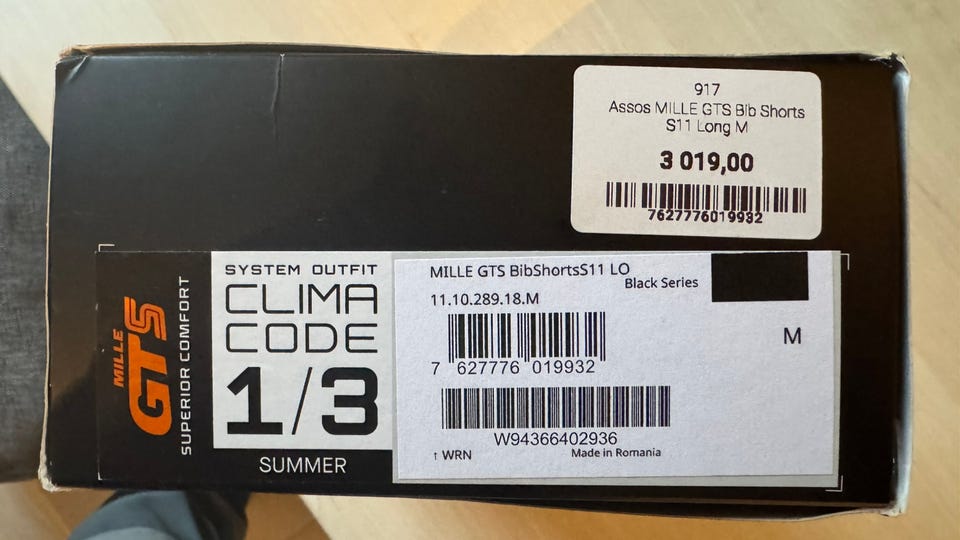 917
Assos MILLE GTS Bib Shorts
S11 Long M
3 019,00
7627776019932
MILLE
GTS
SUPERIOR COMFORT
SYSTEM OUTFIT
CLIMA
CODE
1/3
SUMMER
MILLE GTS BibShortsS11 LO
Black Series
11.10.289.18.M
M
7 627776 019932
W94366402936
↑ WRN
Made in Romania